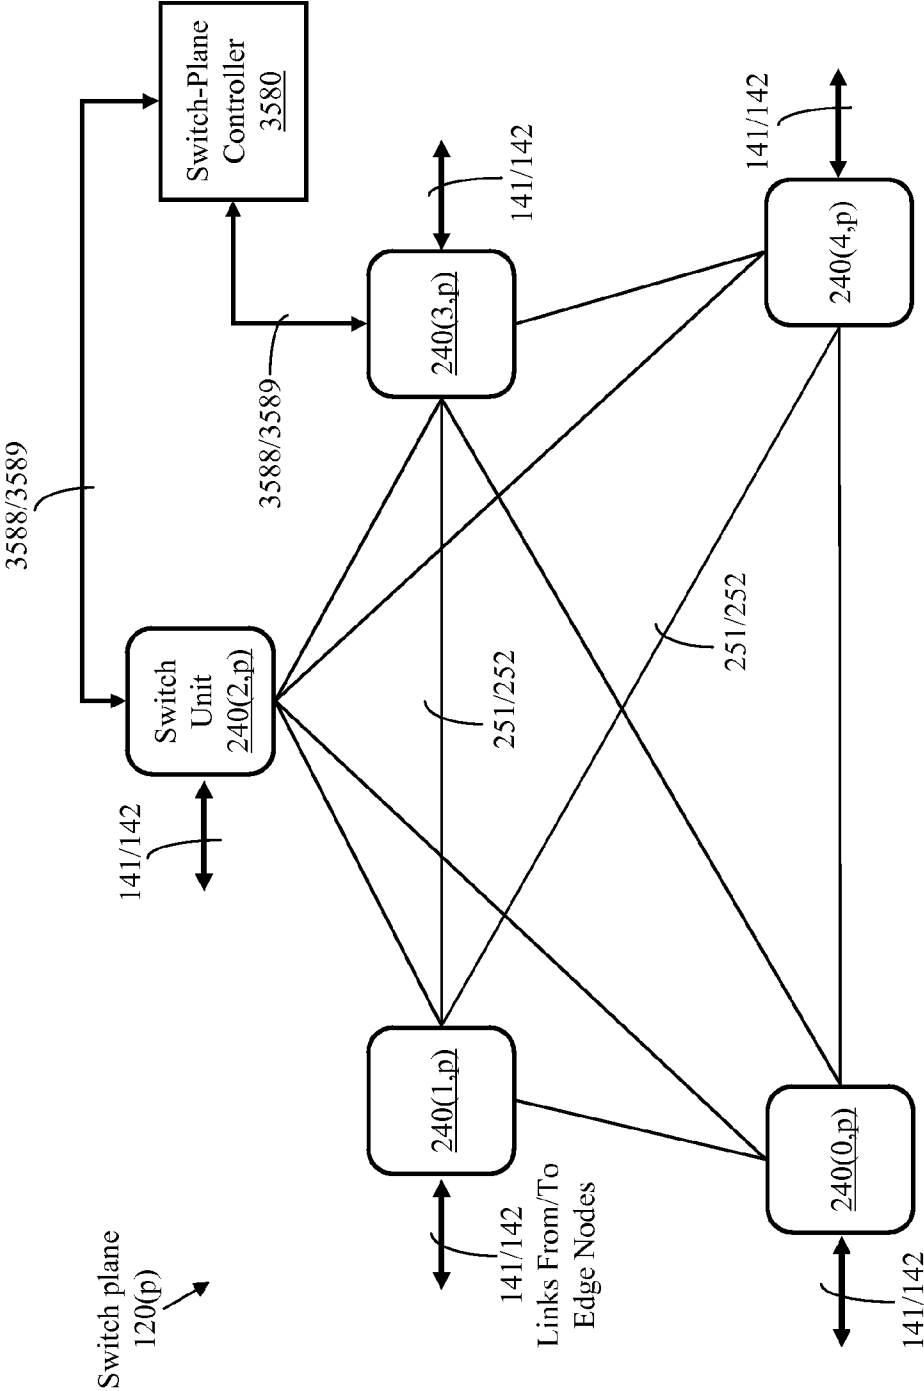 3588/3589
Switch plane
120(p)
141/142
Switch
Unit
240(2,p)
Switch-Plane
Controller
3580
3588/3589
240(1,p)
240(3,p)
141/142
Links From/To
Edge Nodes
251/252
141/142
251/252
141/142
240(0,p)
240(4,p)
141/142